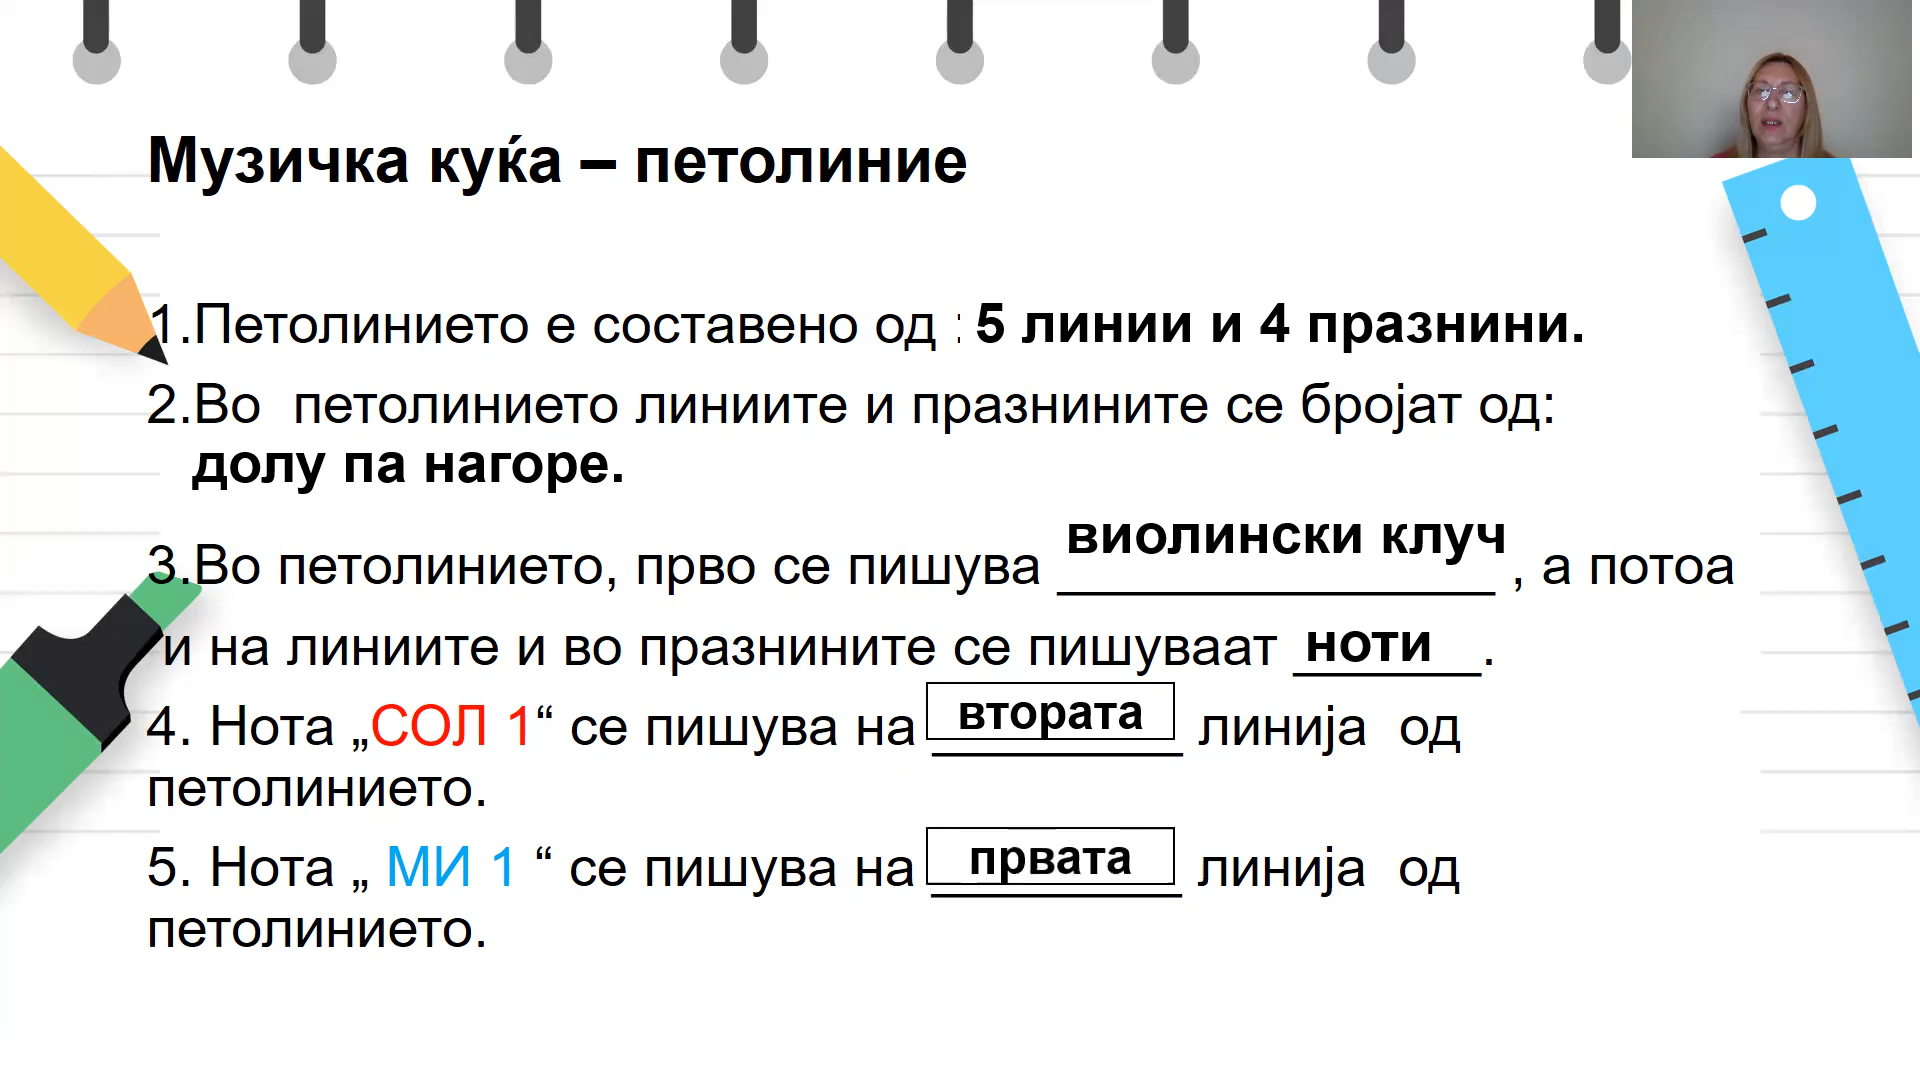 Музичка куќа – петолиние
1.Петолинието е составено од : 5 линии и 4 празнини.
2.Во петолинието линиите и празнините се бројат од:
долу па нагоре.
3.Во петолинието, прво се пишува виолински клуч , а потоа
и на линиите и во празнините се пишуваат ноти.
4. Нота „СОЛ 1“ се пишува на втората линија од
петолинието.
5. Нота „ МИ 1 “ се пишува на првата линија од
петолинието.